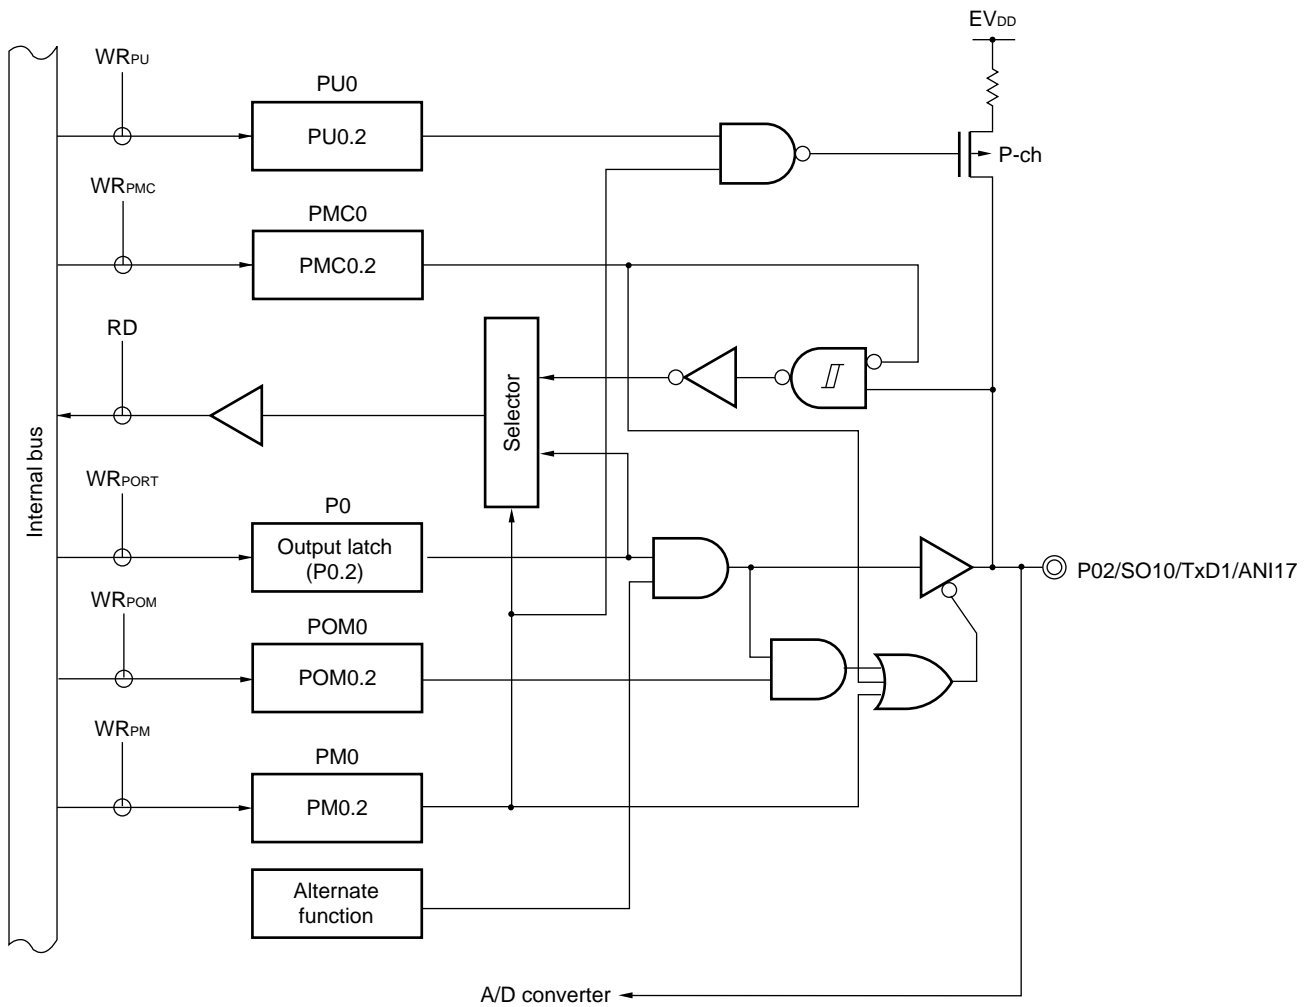 EVDD
WRPU
PU0
PU0.2
P-ch
WRPMC
PMC0
PMC0.2
RD
Selector
Internal bus
WRPORT
P0
Output latch
(P0.2)
P02/SO10/TxD1/ANI17
WRPOM
POM0
POM0.2
WRPM
PM0
PM0.2
Alternate
function
A/D converter